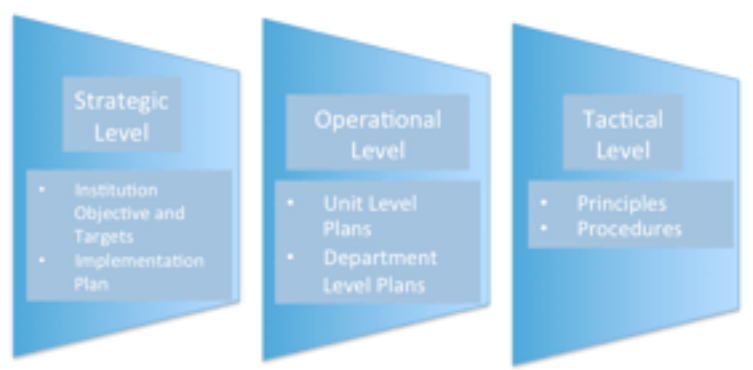 Strategic
Level
• Institution
Objective and
Targets
• Implementation
Plan
Operational
Level
• Unit Level
Plans
• Department
Level Plans
Tactical
Level
• Principles
• Procedures